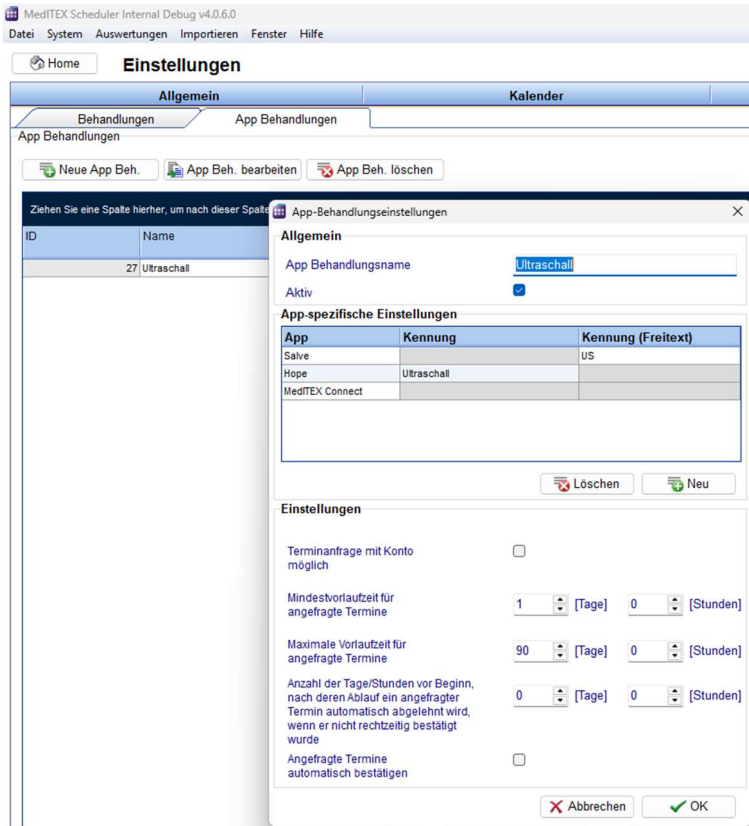 MedITEX Scheduler Internal Debug v4.0.6.0
Datei System Auswertungen Importieren Fenster Hilfe
Home Einstellungen
Allgemein Kalender
Behandlungen App Behandlungen
App Behandlungen
Neue App Beh. App Beh. bearbeiten App Beh. löschen
Ziehen Sie eine Spalte hierher, um nach dieser Spalte
ID Name
27 Ultraschall
App-Behandlungseinstellungen
Allgemein
App Behandlungsname Ultraschall
Aktiv
App-spezifische Einstellungen
App Kennung Kennung (Freitext)
Salve US
Hope Ultraschall
MedITEX Connect
Löschen Neu
Einstellungen
Terminanfrage mit Konto
möglich
Mindestvorlaufzeit für
angefragte Termine
1 [Tage] 0 [Stunden]
Maximale Vorlaufzeit für
angefragte Termine
90 [Tage] 0 [Stunden]
Anzahl der Tage/Stunden vor Beginn,
nach deren Ablauf ein angefragter
Termin automatisch abgelehnt wird,
wenn er nicht rechtzeitig bestätigt
wurde
0 [Tage] 0 [Stunden]
Angefragte Termine
automatisch bestätigen
Abbrechen OK